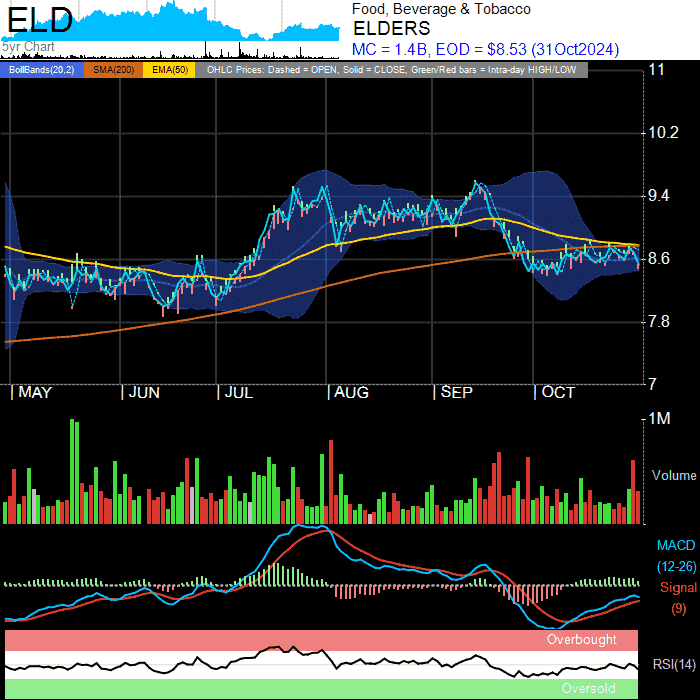 ELD
5yr Chart
Food, Beverage & Tobacco
ELDERS
MC = 1.4B, EOD = $8.53 (31Oct2024)
BollBands(20,2) SMA(200) EMA(50) OHLC Prices: Dashed = OPEN, Solid = CLOSE, Green/Red bars = Intra-day HIGH/LOW
11
10.2
9.4
8.6
7.8
7
MAY JUN JUL AUG SEP OCT
1M
Volume
MACD
(12-26)
Signal
(9)
Overbought
RSI(14)
Oversold